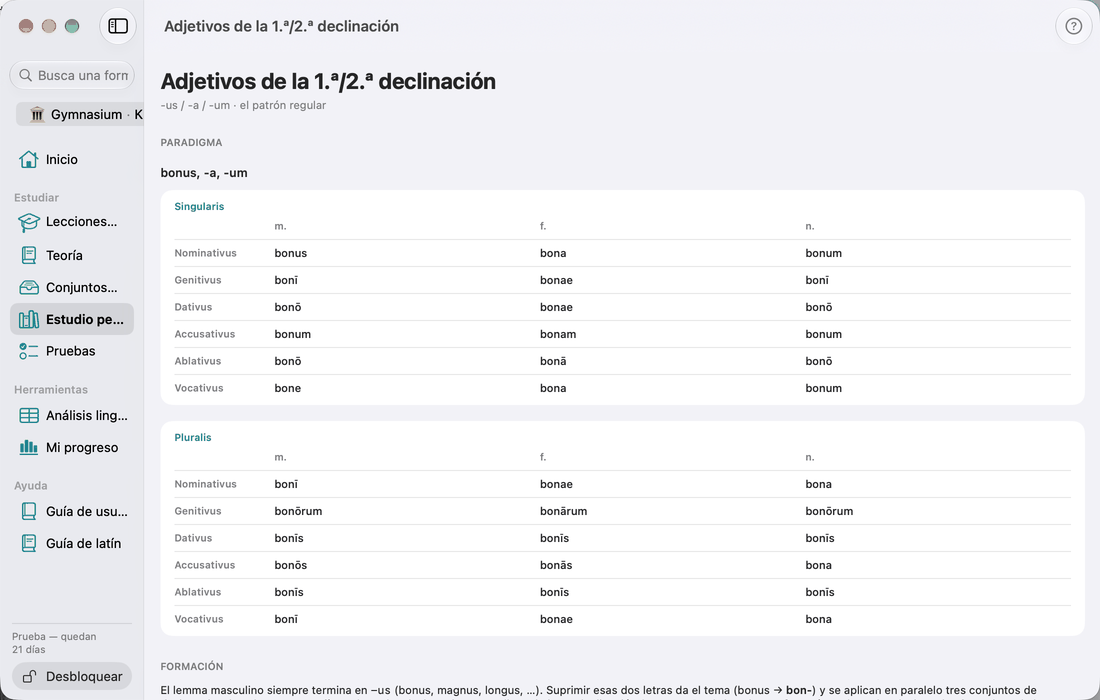 Adjetivos de la 1.ª/2.ª declinación
Busca una forn
Gymnasium · K
Inicio
Estudiar
Lecciones...
Teoría
Conjuntos...
Estudio pe...
Pruebas
Herramientas
Análisis ling...
Mi progreso
Ayuda
Guía de usu...
Guía de latín
Prueba — quedan
21 días
Desbloquear
Adjetivos de la 1.ª/2.ª declinación
-us / -a / -um · el patrón regular
PARADIGMA
bonus, -a, -um
Singularis
m. f. n.
Nominativus bonus bona bonum
Genitivus bonī bonae bonī
Dativus bonō bonae bonō
Accusativus bonum bonam bonum
Ablativus bonō bonā bonō
Vocativus bone bona bonum
Pluralis
m. f. n.
Nominativus bonī bonae bona
Genitivus bonōrum bonārum bonōrum
Dativus bonīs bonīs bonīs
Accusativus bonōs bonās bona
Ablativus bonīs bonīs bonīs
Vocativus bonī bonae bona
FORMACIÓN
El lemma masculino siempre termina en –us (bonus, magnus, longus, …). Suprimir esas dos letras da el tema (bonus → bon-) y se aplican en paralelo tres conjuntos de